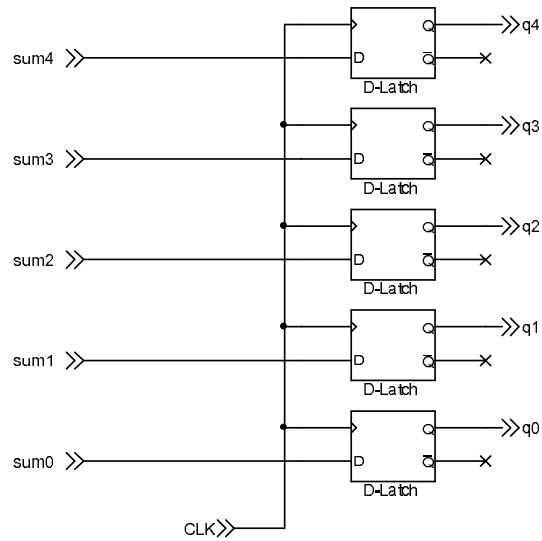 Q q4
sum4 D Q
D-Latch
Q q3
sum3 D Q
D-Latch
Q q2
sum2 D Q
D-Latch
Q q1
sum1 D Q
D-Latch
Q q0
sum0 D Q
D-Latch
CLK